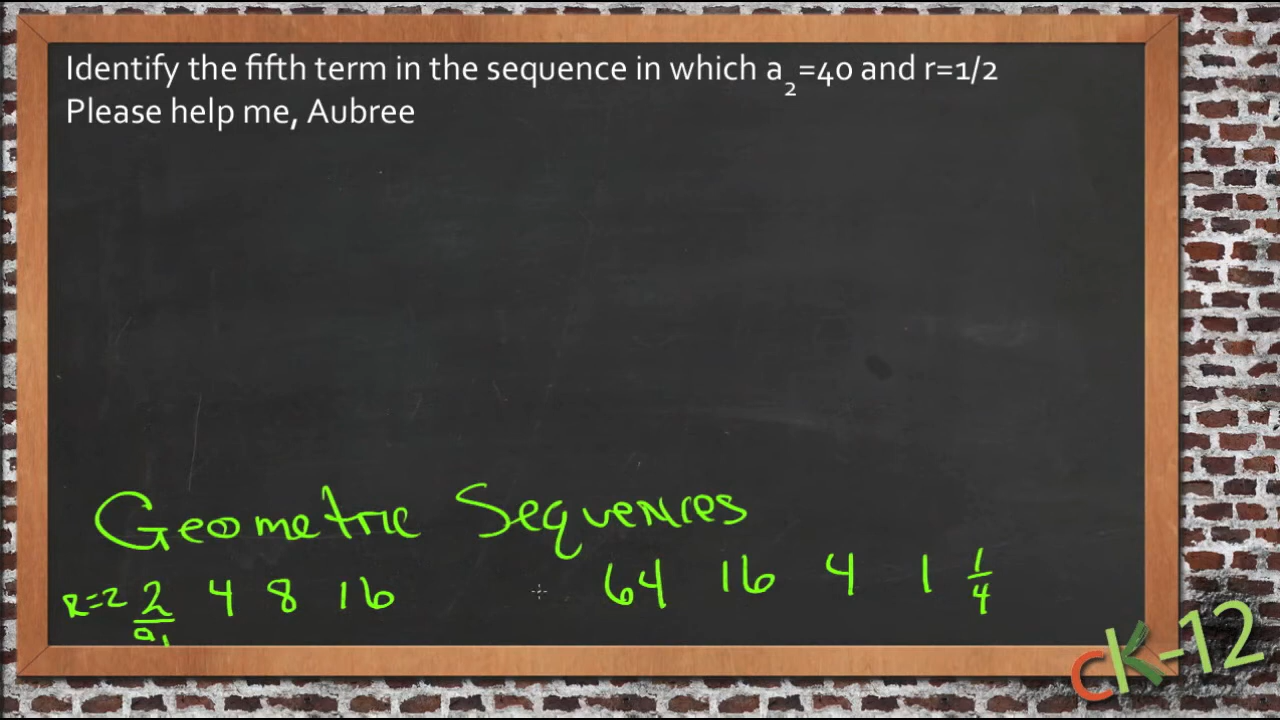 Identify the fifth term in the sequence in which a₂=40 and r=1/2
Please help me, Aubree
Geometric Sequences
R=2 2 4 8 16 64 16 4 1 1/4
a₁
CK-12